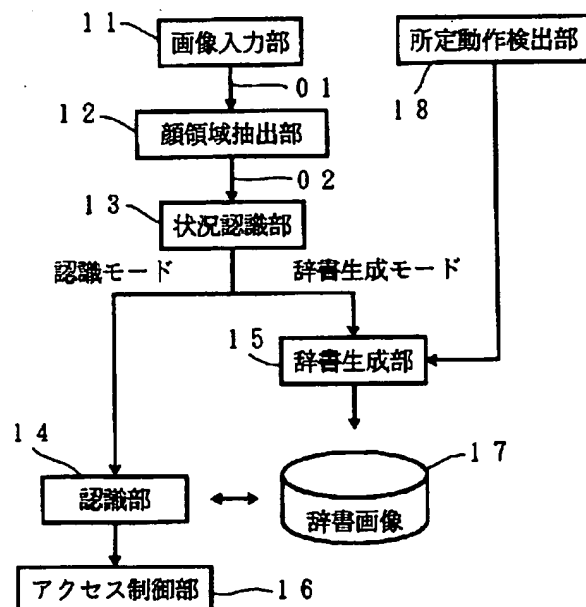 11
画像入力部
所定動作検出部
18
01
12
顔領域抽出部
02
13
状況認識部
認識モード
辞書生成モード
15
辞書生成部
14
認識部
17
辞書画像
アクセス制御部
16